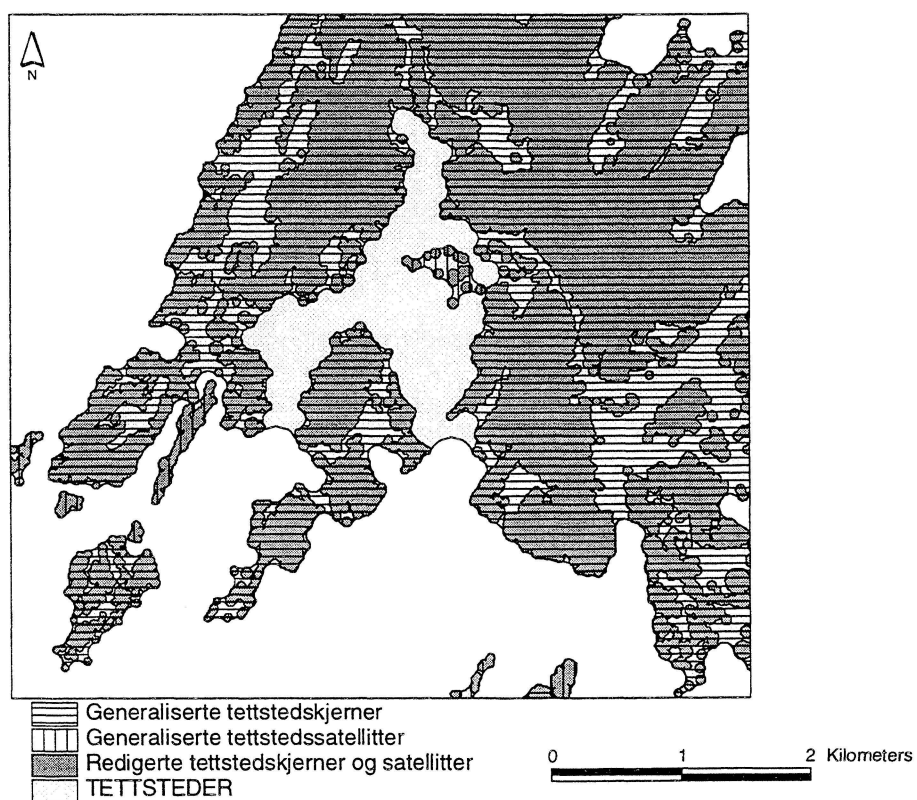 N
Generaliserte tettstedskjerner
Generaliserte tettstedssatellitter
Redigerte tettstedskjerner og satellitter
TETTSTEDER
0 1 2 Kilometers